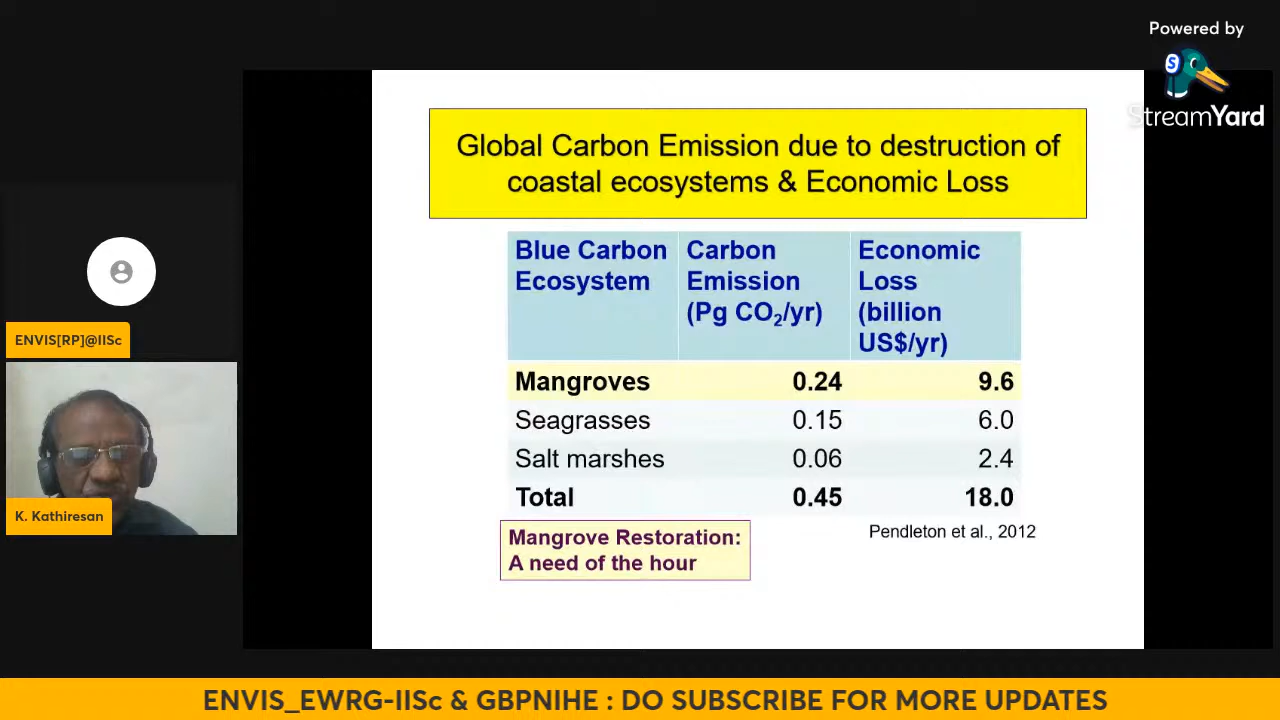 Powered by
StreamYard
Global Carbon Emission due to destruction of
coastal ecosystems & Economic Loss
Blue Carbon Ecosystem
Carbon Emission (Pg CO₂/yr)
Economic Loss (billion US$/yr)
Mangroves 0.24 9.6
Seagrasses 0.15 6.0
Salt marshes 0.06 2.4
Total 0.45 18.0
Mangrove Restoration:
A need of the hour
Pendleton et al., 2012
ENVIS[RP]@IISc
K. Kathiresan
ENVIS_EWRG-IISc & GBPNIHE : DO SUBSCRIBE FOR MORE UPDATES